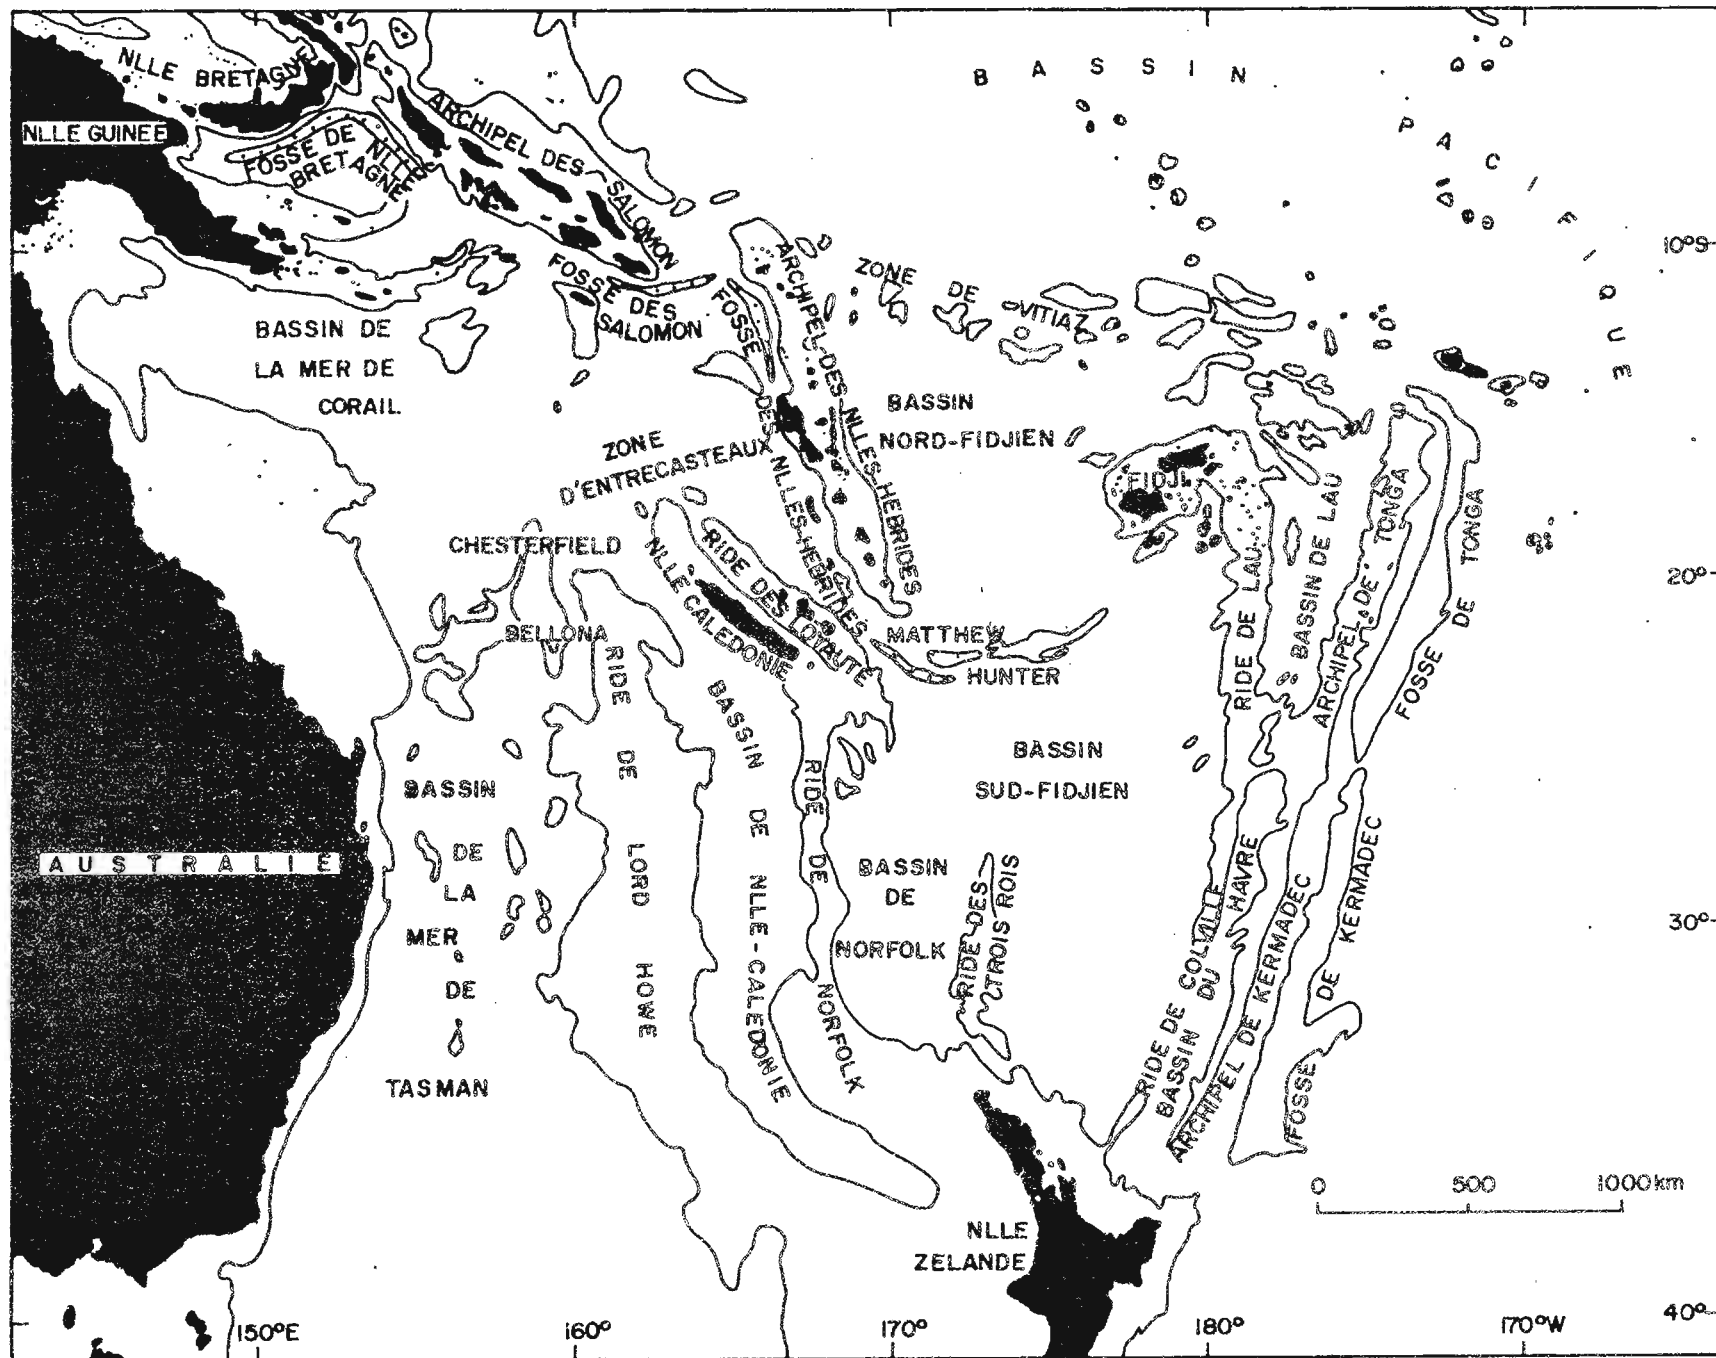 NLLE BRETAGNE
NLLE GUINEE
FOSSE DE NLLE
BRETAGNE
ARCHIPEL DES SALOMON
BASSIN PACIFIQUE
10°S
FOSSE DES
SALOMON
ARCHIPEL DES NLLES-HEBRIDES
FOSSE DES NLLES-HEBRIDES
ZONE DE VITIAZ
BASSIN DE
LA MER DE
CORAIL
BASSIN
NORD-FIDJIEN
ZONE
D'ENTRECASTEAUX
FIDJI
CHESTERFIELD
BELLONA
NLLE CALEDONIE
RIDE DES LOYAUTE
MATTHEW
HUNTER
RIDE DE LAU
BASSIN DE LAU
ARCHIPEL DE TONGA
FOSSE DE TONGA
20°
BASSIN
DE
LA
MER
DE
TASMAN
RIDE DE LORD HOWE
BASSIN DE NLLE-CALEDONIE
RIDE DE NORFOLK
BASSIN
SUD-FIDJIEN
BASSIN
DE
NORFOLK
RIDE DES
TROIS ROIS
AUSTRALIE
RIDE DE COLVILLE
BASSIN DU HAVRE
ARCHIPEL DE KERMADEC
FOSSE DE KERMADEC
30°
0 500 1000 km
NLLE
ZELANDE
40°
150°E 160° 170° 180° 170°W